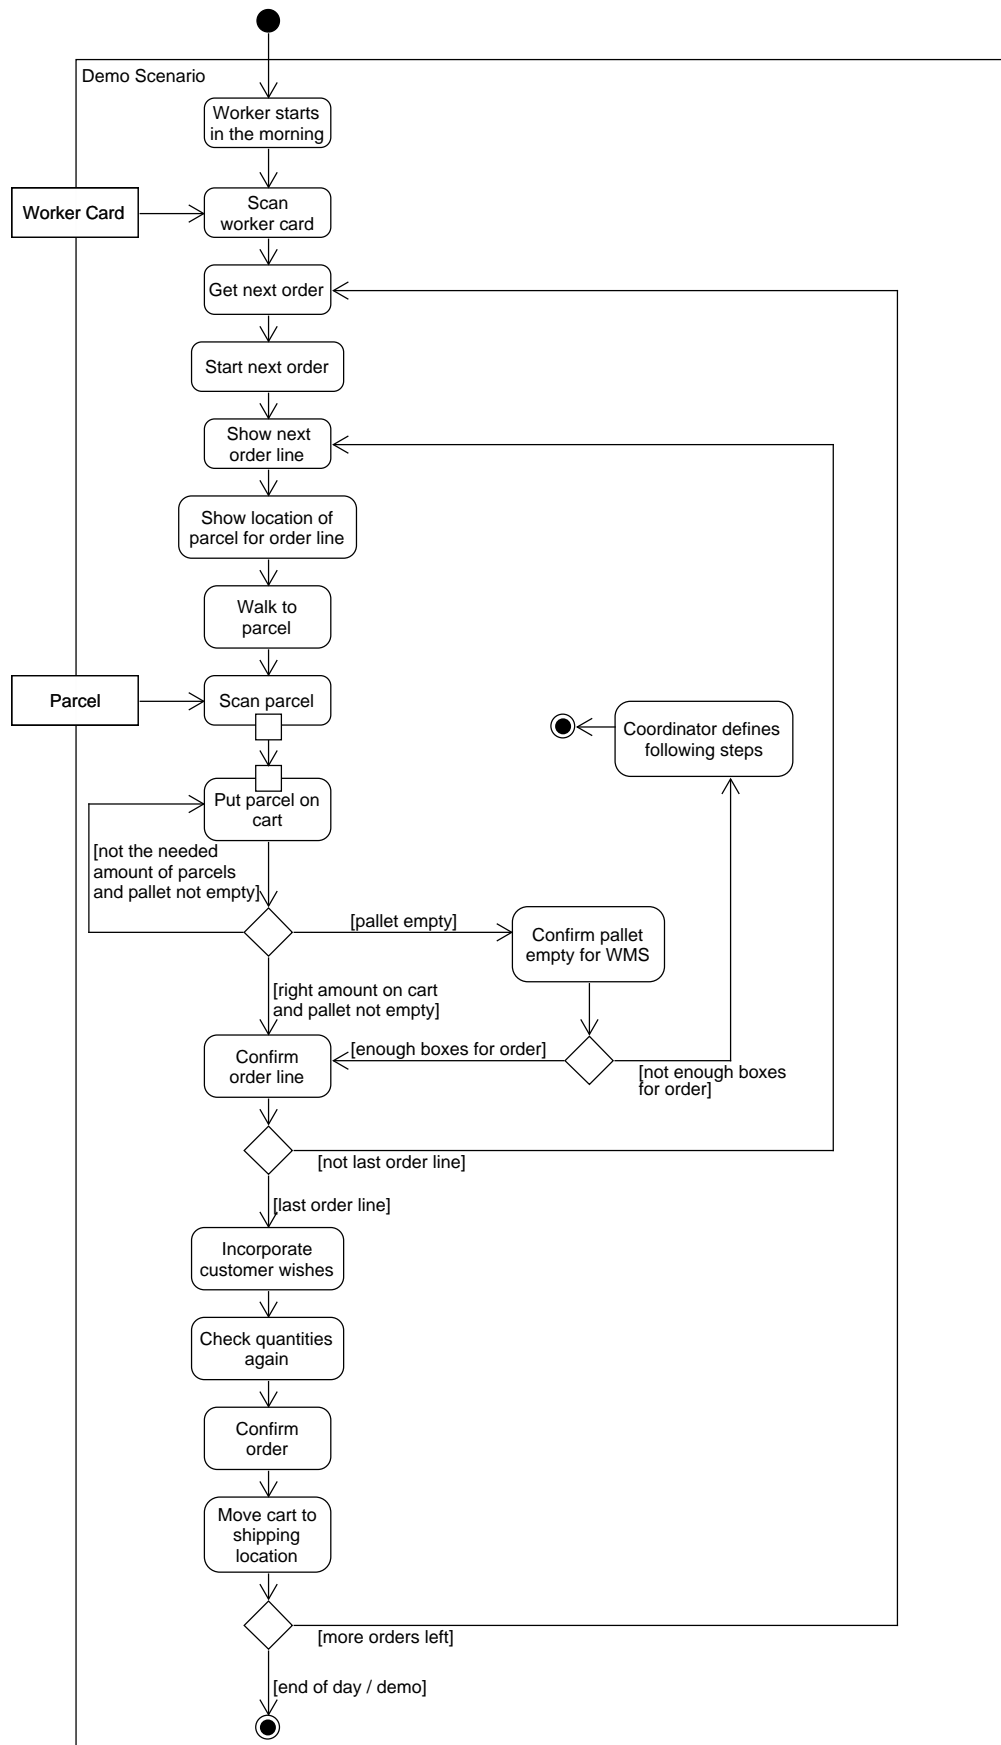 Demo Scenario
Worker starts
in the morning
Worker Card
Scan
worker card
Get next order
Start next order
Show next
order line
Show location of
parcel for order line
Walk to
parcel
Parcel
Scan parcel
Coordinator defines
following steps
Put parcel on
cart
[not the needed
amount of parcels
and pallet not empty]
[pallet empty]
Confirm pallet
empty for WMS
[right amount on cart
and pallet not empty]
[enough boxes for order]
Confirm
order line
[not enough boxes
for order]
[not last order line]
[last order line]
Incorporate
customer wishes
Check quantities
again
Confirm
order
Move cart to
shipping
location
[more orders left]
[end of day / demo]